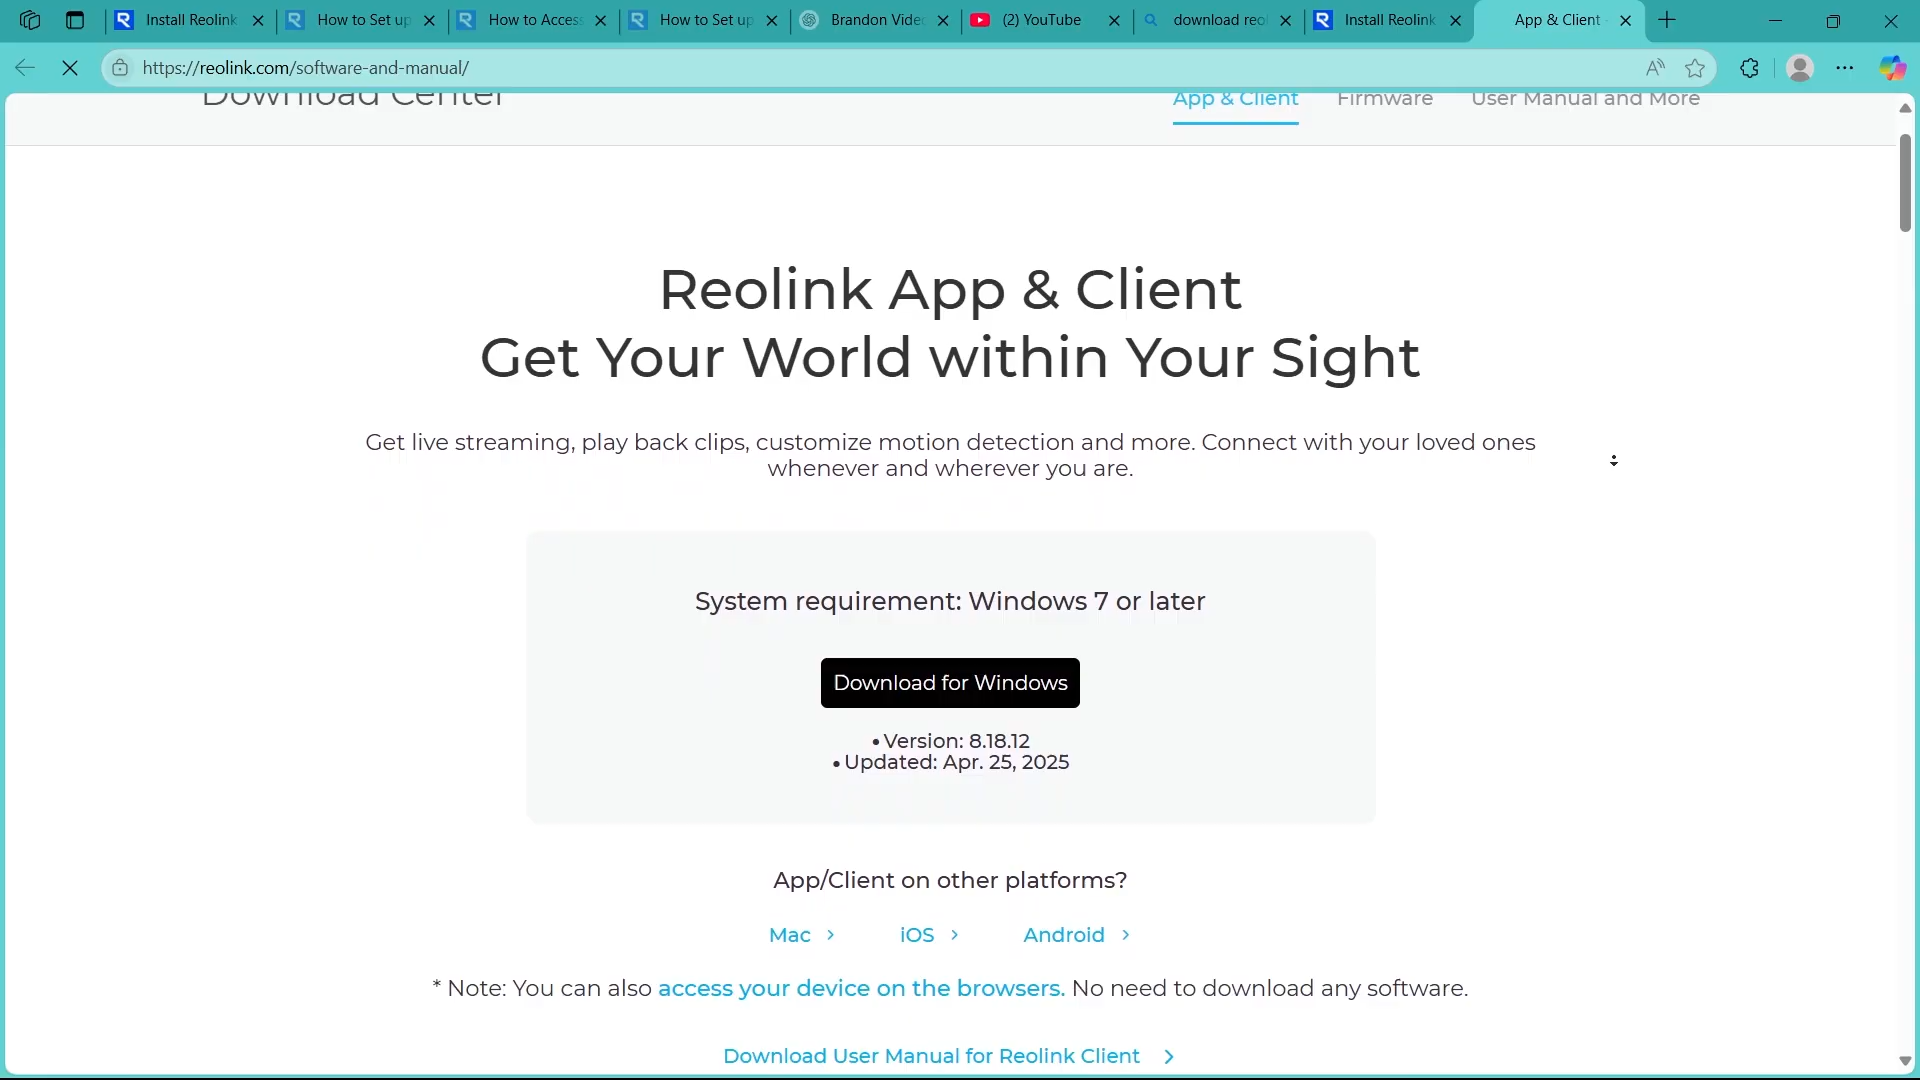 Install Reolink
How to Set up
How to Access
How to Set up
Brandon Video
(2) YouTube
download reol
Install Reolink
App & Client
https://reolink.com/software-and-manual/
Download Center
App & Client
Firmware
User Manual and More
Reolink App & Client
Get Your World within Your Sight
Get live streaming, play back clips, customize motion detection and more. Connect with your loved ones
whenever and wherever you are.
System requirement: Windows 7 or later
Download for Windows
• Version: 8.18.12
• Updated: Apr. 25, 2025
App/Client on other platforms?
Mac >
iOS >
Android >
* Note: You can also access your device on the browsers. No need to download any software.
Download User Manual for Reolink Client >